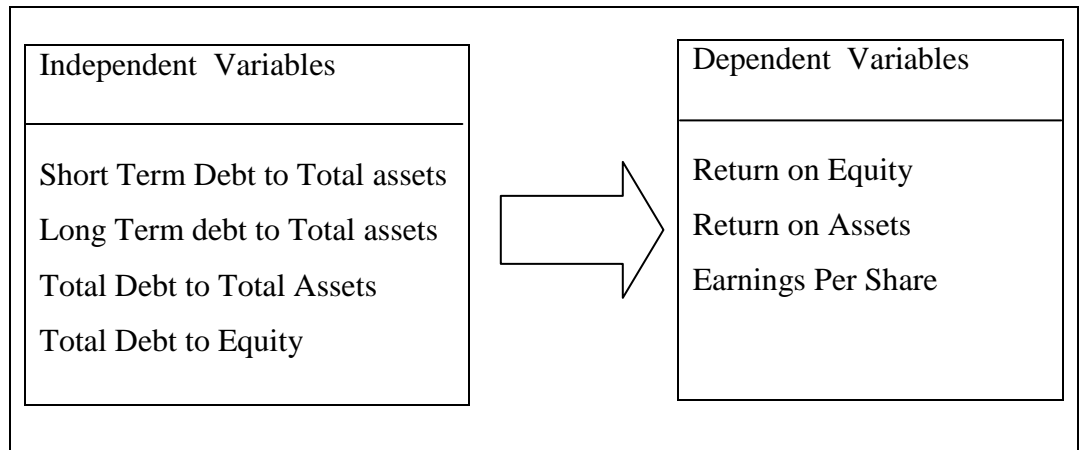 Independent Variables
Short Term Debt to Total assets
Long Term debt to Total assets
Total Debt to Total Assets
Total Debt to Equity
Dependent Variables
Return on Equity
Return on Assets
Earnings Per Share